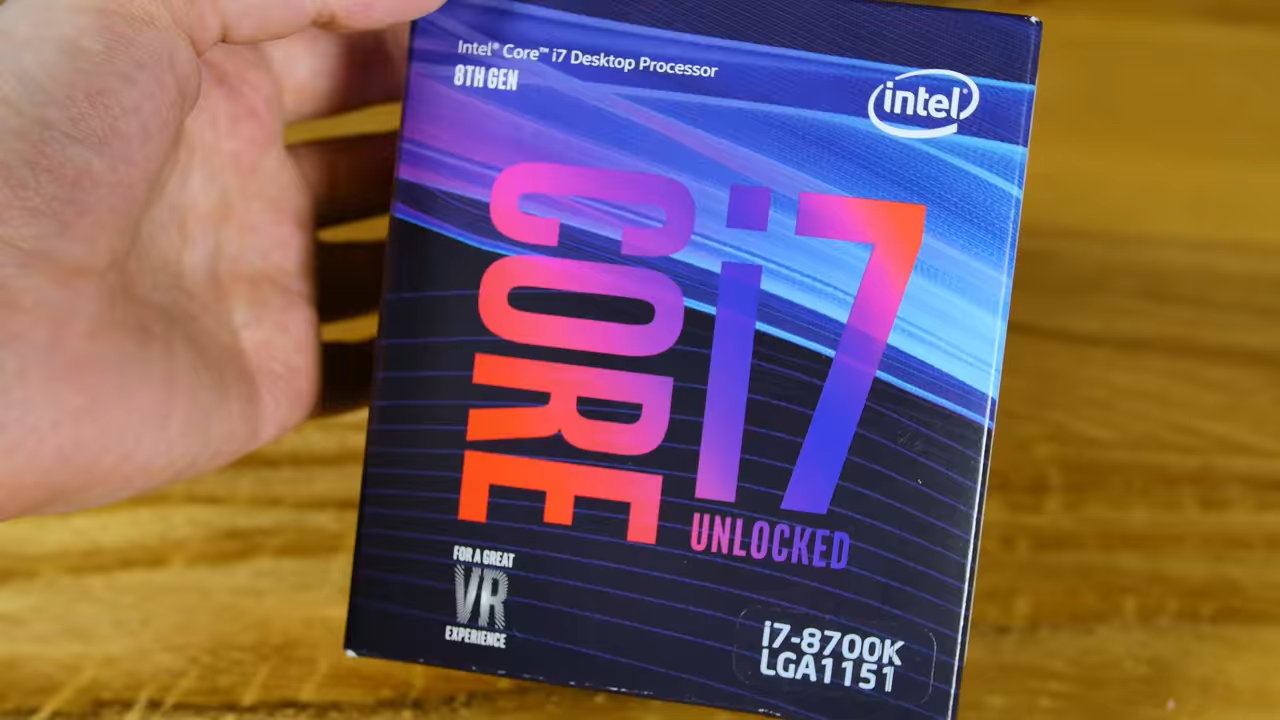 Intel® Core™ i7 Desktop Processor
8TH GEN
intel®
CORE
i7
UNLOCKED
FOR A GREAT
VR
EXPERIENCE
i7-8700K
LGA1151